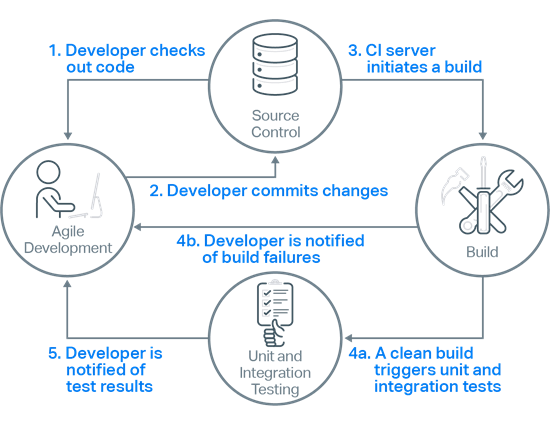 1. Developer checks
out code
3. CI server
initiates a build
Source
Control
2. Developer commits changes
Agile
Development
4b. Developer is notified
of build failures
Build
5. Developer is
notified of
test results
Unit and
Integration
Testing
4a. A clean build
triggers unit and
integration tests